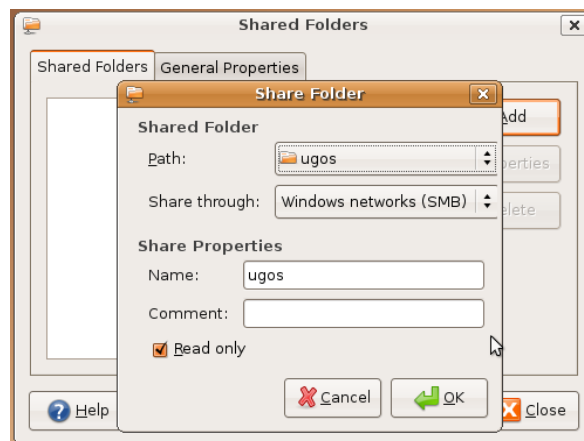 Shared Folders
Shared Folders General Properties
Share Folder
Shared Folder
Path: ugos
Share through: Windows networks (SMB)
Share Properties
Name: ugos
Comment:
Read only
Cancel OK
Add
Help Close